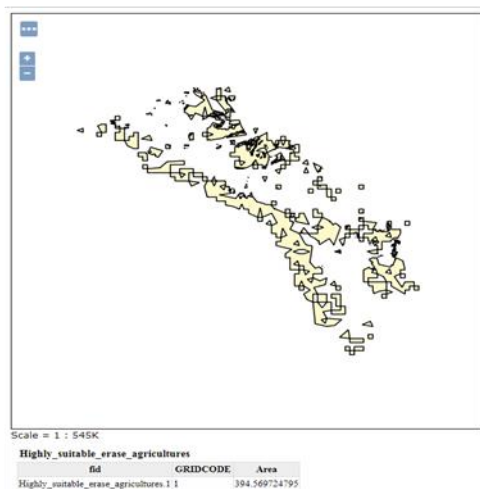 ...
+
−
Scale = 1 : 545K
Highly_suitable_erase_agricultures
fid GRIDCODE Area
Highly_suitable_erase_agricultures.1 1 394.569724795